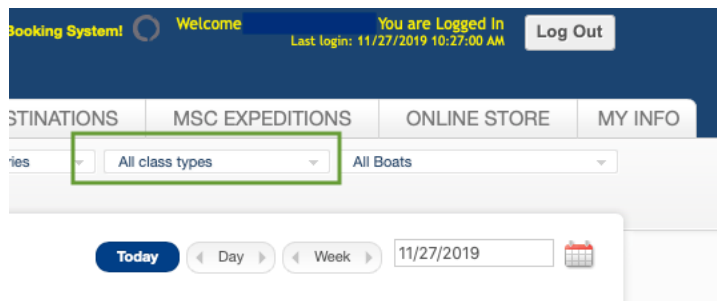 Booking System! Welcome You are Logged In
Last login: 11/27/2019 10:27:00 AM
Log Out
STINATIONS MSC EXPEDITIONS ONLINE STORE MY INFO
ries All class types All Boats
Today Day Week 11/27/2019